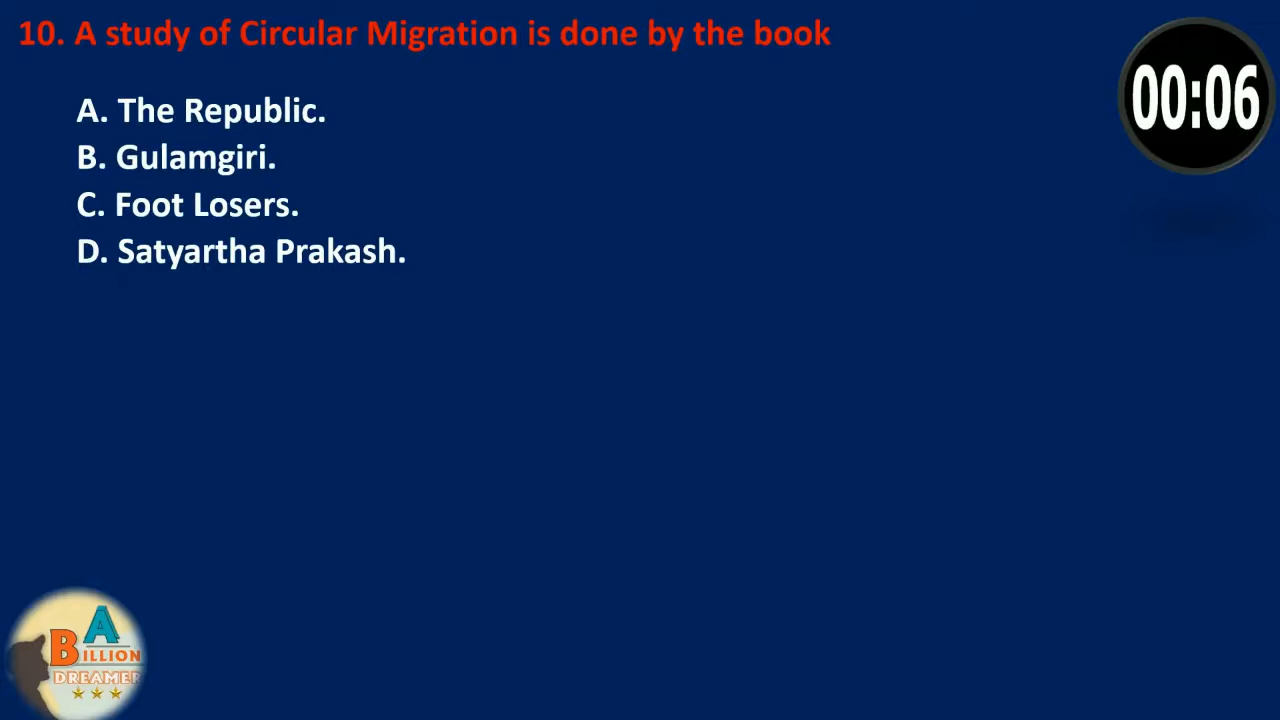 10. A study of Circular Migration is done by the book
00:06
A. The Republic.
B. Gulamgiri.
C. Foot Losers.
D. Satyartha Prakash.
A
BILLION
DREAMER